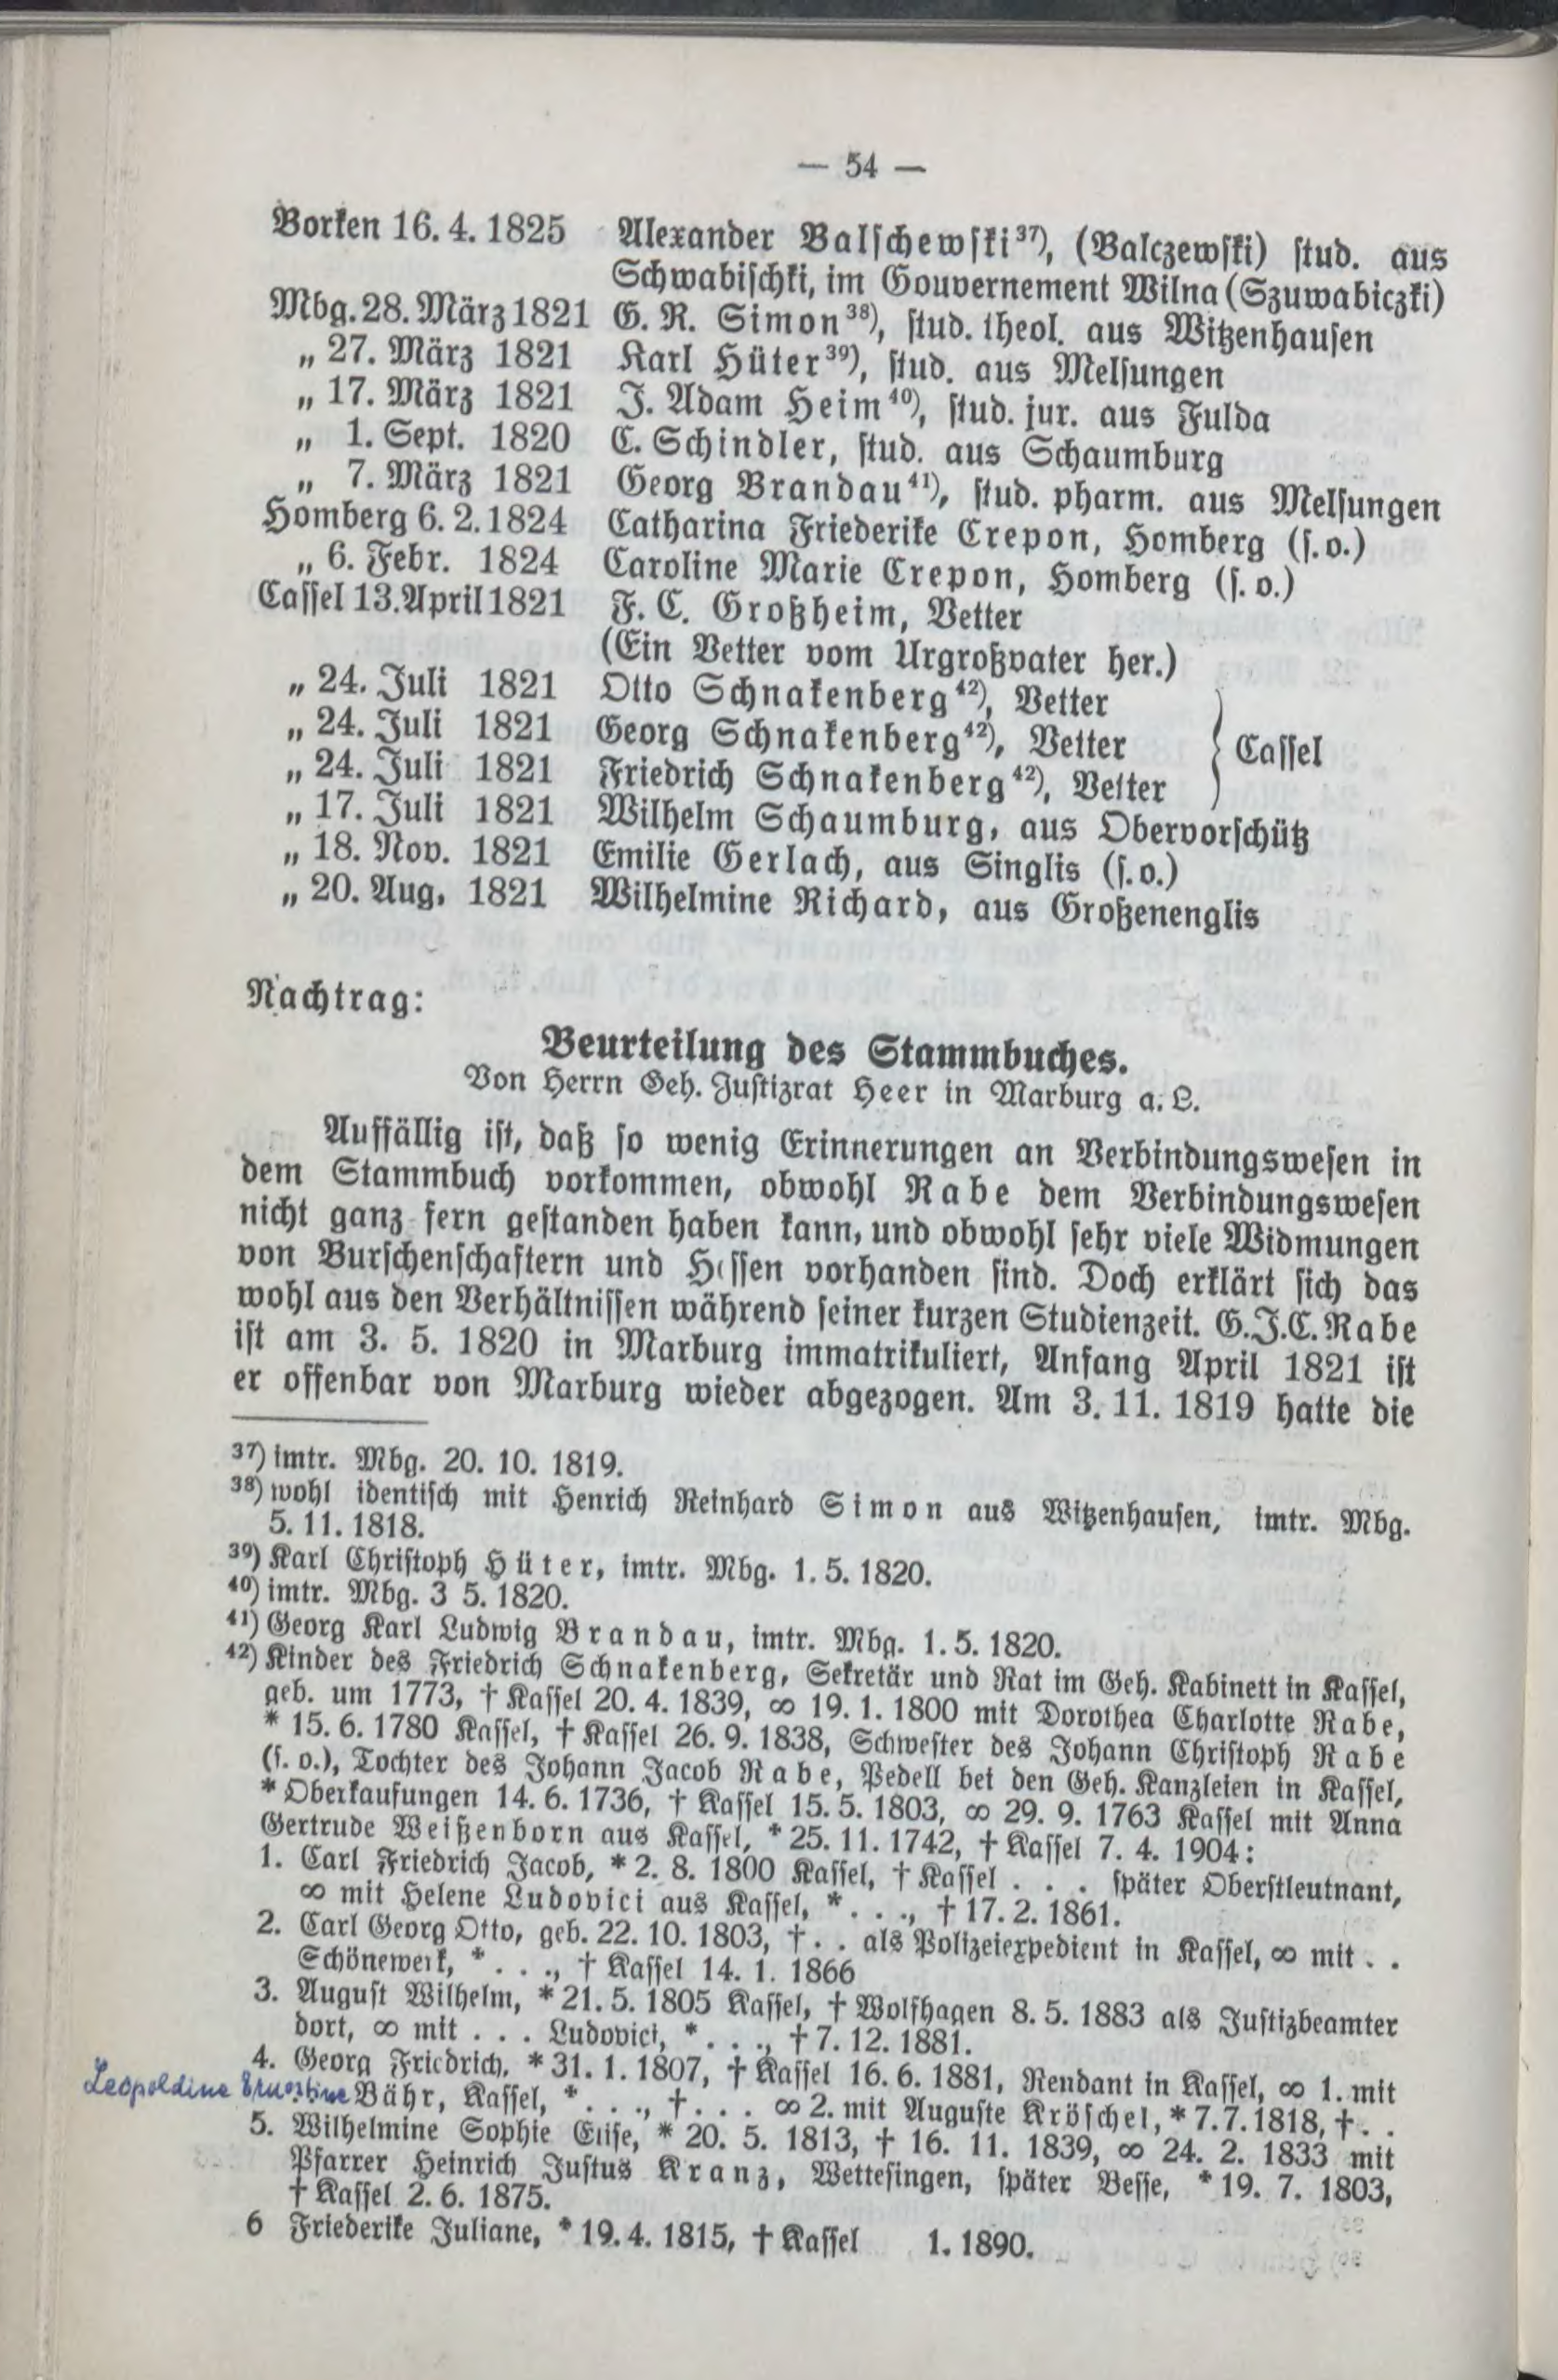 — 54 —
Borken 16. 4. 1825 Alexander Balschewski³⁷), (Balczewski) stud. aus
Schwabischki, im Gouvernement Wilna (Szuwabiczki)
Mbg. 28. März 1821 G. R. Simon³⁸), stud. theol. aus Witzenhausen
„ 27. März 1821 Karl Hüter³⁹), stud. aus Melsungen
„ 17. März 1821 J. Adam Heim⁴⁰), stud. jur. aus Fulda
„ 1. Sept. 1820 C. Schindler, stud. aus Schaumburg
„ 7. März 1821 Georg Brandau⁴¹), stud. pharm. aus Melsungen
Homberg 6. 2. 1824 Catharina Friederike Crepon, Homberg (s. o.)
„ 6. Febr. 1824 Caroline Marie Crepon, Homberg (s. o.)
Cassel 13. April 1821 F. C. Großheim, Vetter
(Ein Vetter vom Urgroßvater her.)
„ 24. Juli 1821 Otto Schnakenberg⁴²), Vetter
„ 24. Juli 1821 Georg Schnakenberg⁴²), Vetter } Cassel
„ 24. Juli 1821 Friedrich Schnakenberg⁴²), Vetter
„ 17. Juli 1821 Wilhelm Schaumburg, aus Obervorschütz
„ 18. Nov. 1821 Emilie Gerlach, aus Singlis (s. o.)
„ 20. Aug. 1821 Wilhelmine Richard, aus Großenenglis
Nachtrag:
Beurteilung des Stammbuches.
Von Herrn Geh. Justizrat Heer in Marburg a. L.
Auffällig ist, daß so wenig Erinnerungen an Verbindungswesen in
dem Stammbuch vorkommen, obwohl Rabe dem Verbindungswesen
nicht ganz fern gestanden haben kann, und obwohl sehr viele Widmungen
von Burschenschaftern und Hessen vorhanden sind. Doch erklärt sich das
wohl aus den Verhältnissen während seiner kurzen Studienzeit. G. J. C. Rabe
ist am 3. 5. 1820 in Marburg immatrikuliert, Anfang April 1821 ist
er offenbar von Marburg wieder abgezogen. Am 3. 11. 1819 hatte die
³⁷) imtr. Mbg. 20. 10. 1819.
³⁸) wohl identisch mit Henrich Reinhard Simon aus Witzenhausen, imtr. Mbg.
5. 11. 1818.
³⁹) Karl Christoph Hüter, imtr. Mbg. 1. 5. 1820.
⁴⁰) imtr. Mbg. 3 5. 1820.
⁴¹) Georg Karl Ludwig Brandau, imtr. Mbg. 1. 5. 1820.
⁴²) Kinder des Friedrich Schnakenberg, Sekretär und Rat im Geh. Kabinett in Kassel,
geb. um 1773, † Kassel 20. 4. 1839, ∞ 19. 1. 1800 mit Dorothea Charlotte Rabe,
* 15. 6. 1780 Kassel, † Kassel 26. 9. 1838, Schwester des Johann Christoph Rabe
(s. o.), Tochter des Johann Jacob Rabe, Pedell bei den Geh. Kanzleien in Kassel,
* Oberkaufungen 14. 6. 1736, † Kassel 15. 5. 1803, ∞ 29. 9. 1763 Kassel mit Anna
Gertrude Weißenborn aus Kassel, * 25. 11. 1742, † Kassel 7. 4. 1904:
1. Carl Friedrich Jacob, * 2. 8. 1800 Kassel, † Kassel . . . später Oberstleutnant,
∞ mit Helene Ludovici aus Kassel, * . . ., † 17. 2. 1861.
2. Carl Georg Otto, geb. 22. 10. 1803, † . . als Polizeiexpedient in Kassel, ∞ mit . .
Schönewerk, * . . ., † Kassel 14. 1. 1866
3. August Wilhelm, * 21. 5. 1805 Kassel, † Wolfhagen 8. 5. 1883 als Justizbeamter
dort, ∞ mit . . . Ludovici, * . . ., † 7. 12. 1881.
4. Georg Friedrich, * 31. 1. 1807, † Kassel 16. 6. 1881, Rendant in Kassel, ∞ 1. mit
Leopoldine Ernestine Bähr, Kassel, * . . ., † . . . ∞ 2. mit Auguste Kröschel, * 7. 7. 1818, † . .
5. Wilhelmine Sophie Elise, * 20. 5. 1813, † 16. 11. 1839, ∞ 24. 2. 1833 mit
Pfarrer Heinrich Justus Kranz, Wettesingen, später Besse, * 19. 7. 1803,
† Kassel 2. 6. 1875.
6 Friederike Juliane, * 19. 4. 1815, † Kassel 1. 1890.